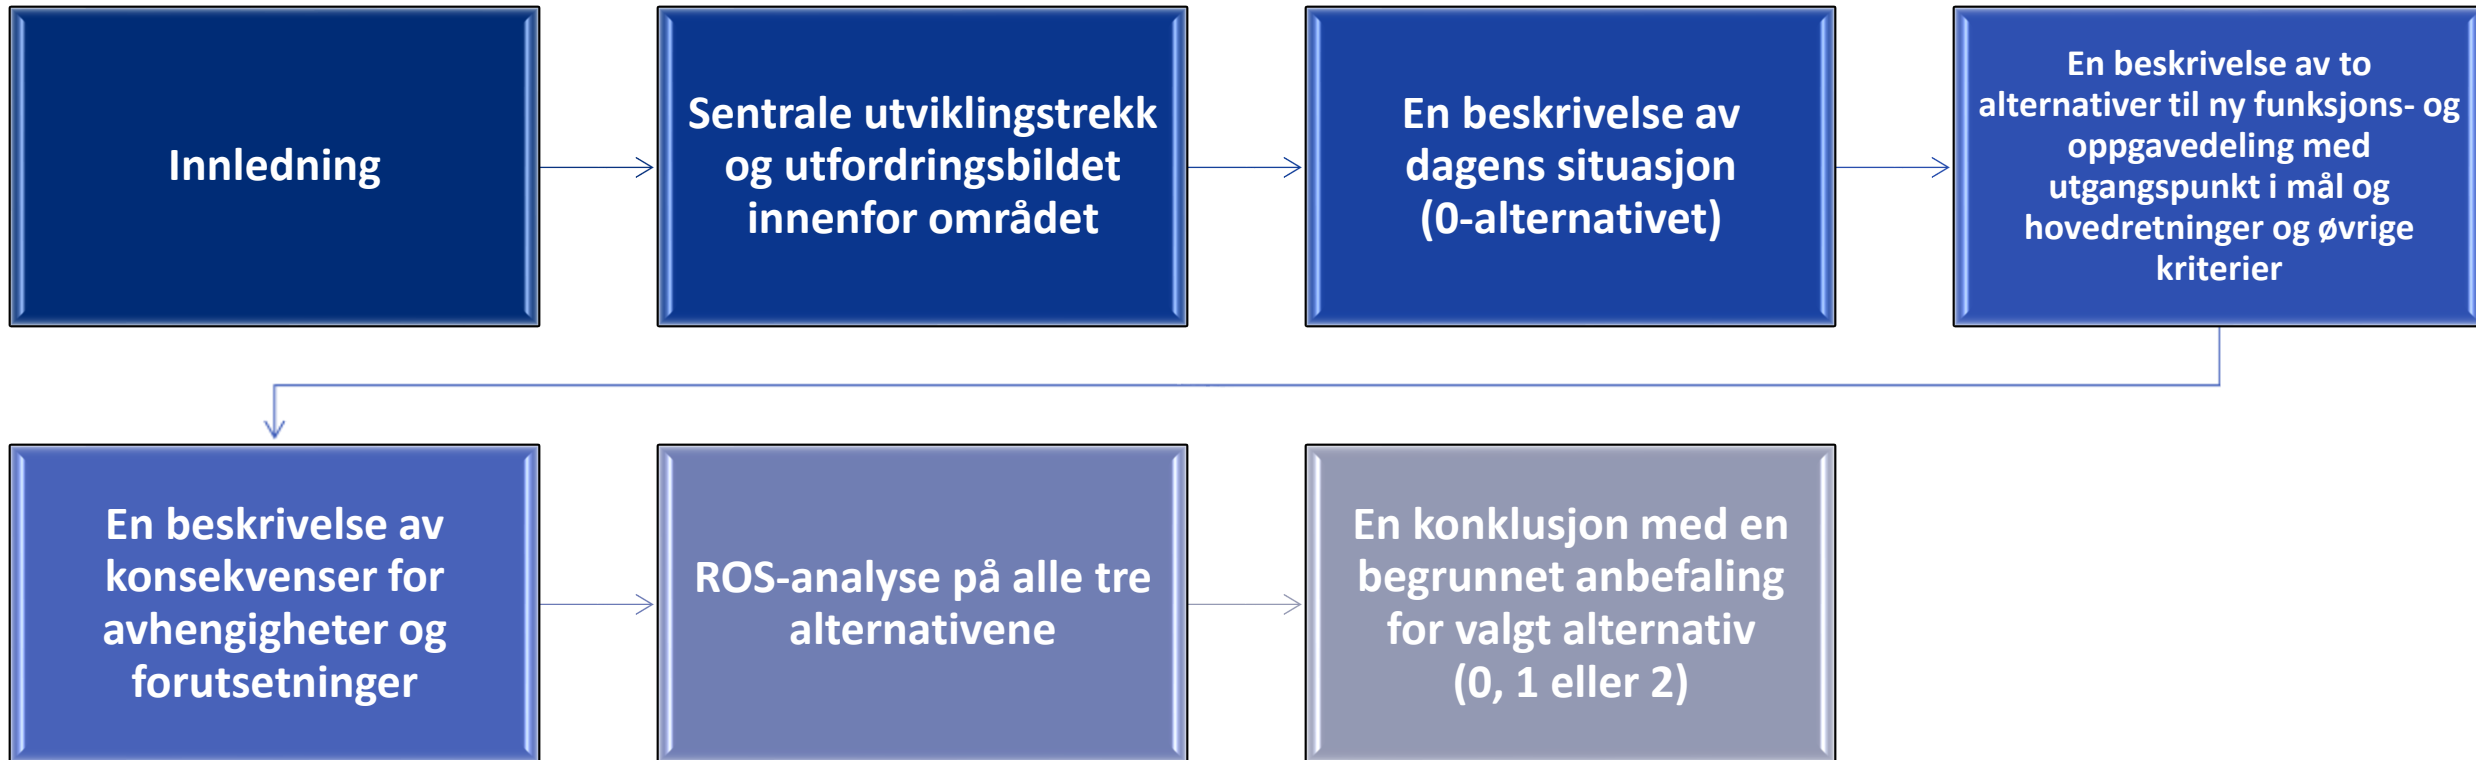 Innledning
Sentrale utviklingstrekk
og utfordringsbildet
innenfor området
En beskrivelse av
dagens situasjon
(0-alternativet)
En beskrivelse av to
alternativer til ny funksjons- og
oppgavedeling med
utgangspunkt i mål og
hovedretninger og øvrige
kriterier
En beskrivelse av
konsekvenser for
avhengigheter og
forutsetninger
ROS-analyse på alle tre
alternativene
En konklusjon med en
begrunnet anbefaling
for valgt alternativ
(0, 1 eller 2)